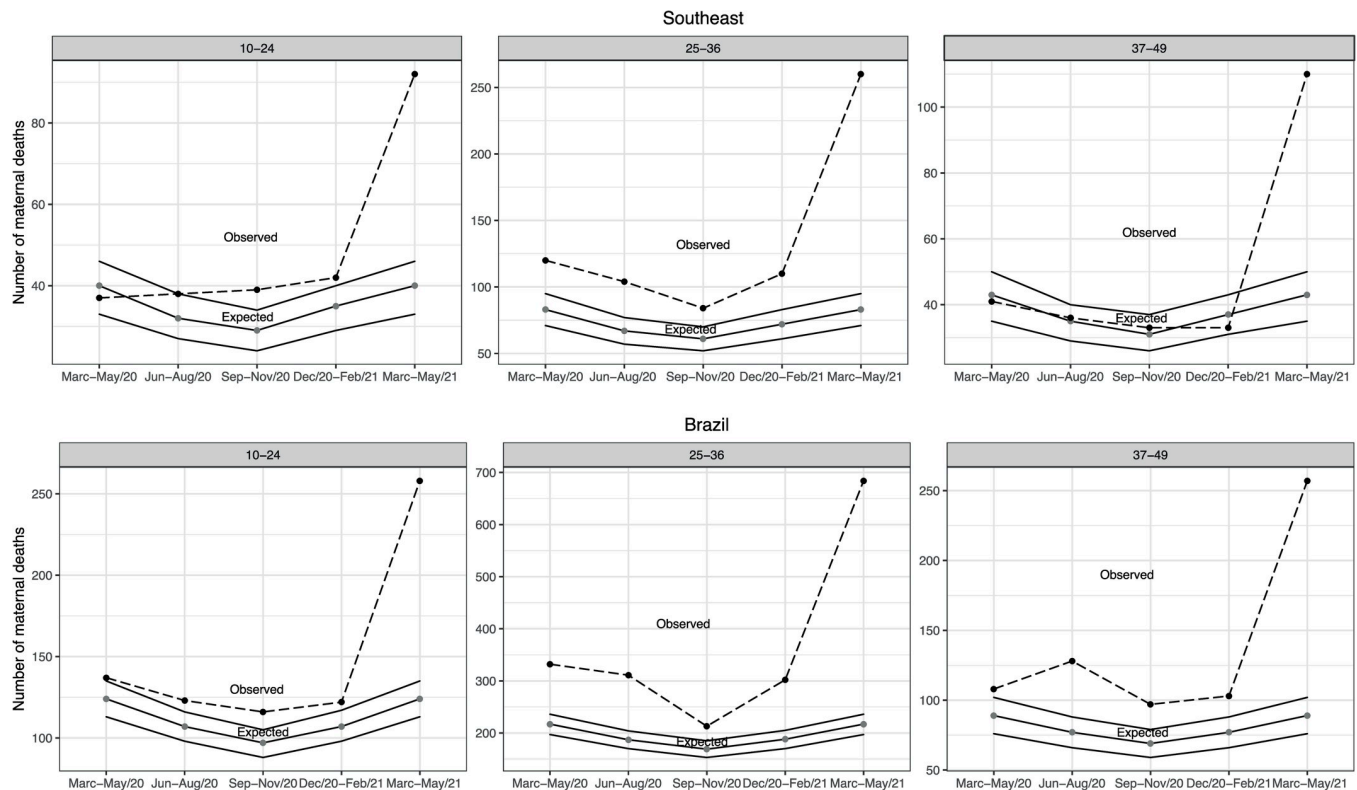 Southeast
10−24
25−36
37−49
Number of maternal deaths
80
60
40
Observed
Expected
Marc−May/20 Jun−Aug/20 Sep−Nov/20 Dec/20−Feb/21 Marc−May/21
250
200
150
100
50
Observed
Expected
Marc−May/20 Jun−Aug/20 Sep−Nov/20 Dec/20−Feb/21 Marc−May/21
100
80
60
40
Observed
Expected
Marc−May/20 Jun−Aug/20 Sep−Nov/20 Dec/20−Feb/21 Marc−May/21
Brazil
10−24
25−36
37−49
Number of maternal deaths
250
200
150
100
Observed
Expected
Marc−May/20 Jun−Aug/20 Sep−Nov/20 Dec/20−Feb/21 Marc−May/21
700
600
500
400
300
200
Observed
Expected
Marc−May/20 Jun−Aug/20 Sep−Nov/20 Dec/20−Feb/21 Marc−May/21
250
200
150
100
50
Observed
Expected
Marc−May/20 Jun−Aug/20 Sep−Nov/20 Dec/20−Feb/21 Marc−May/21